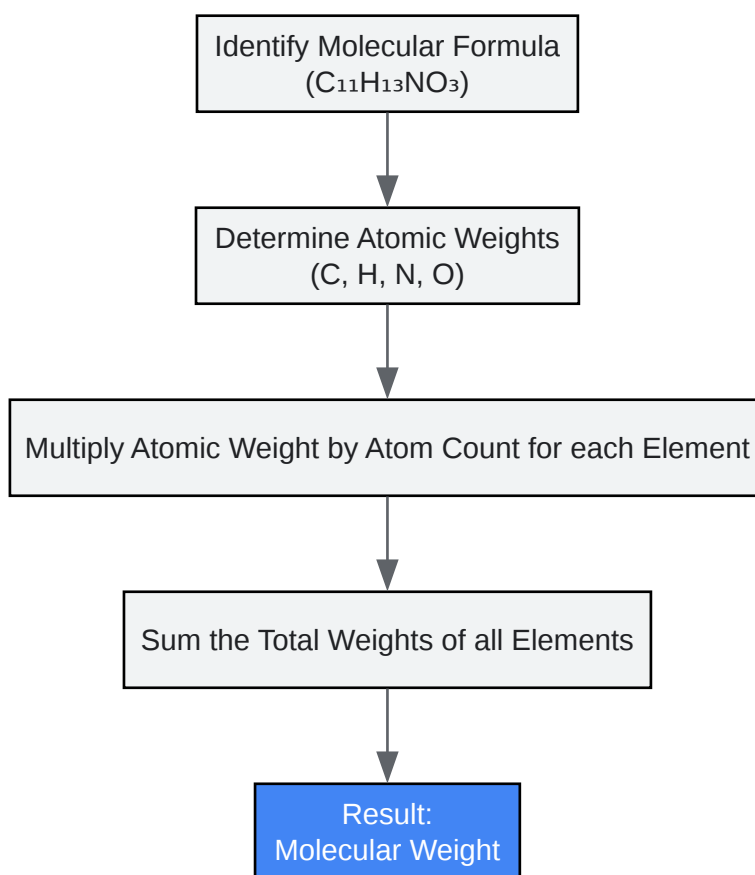 Identify Molecular Formula
(C₁₁H₁₃NO₃)
Determine Atomic Weights
(C, H, N, O)
Multiply Atomic Weight by Atom Count for each Element
Sum the Total Weights of all Elements
Result:
Molecular Weight